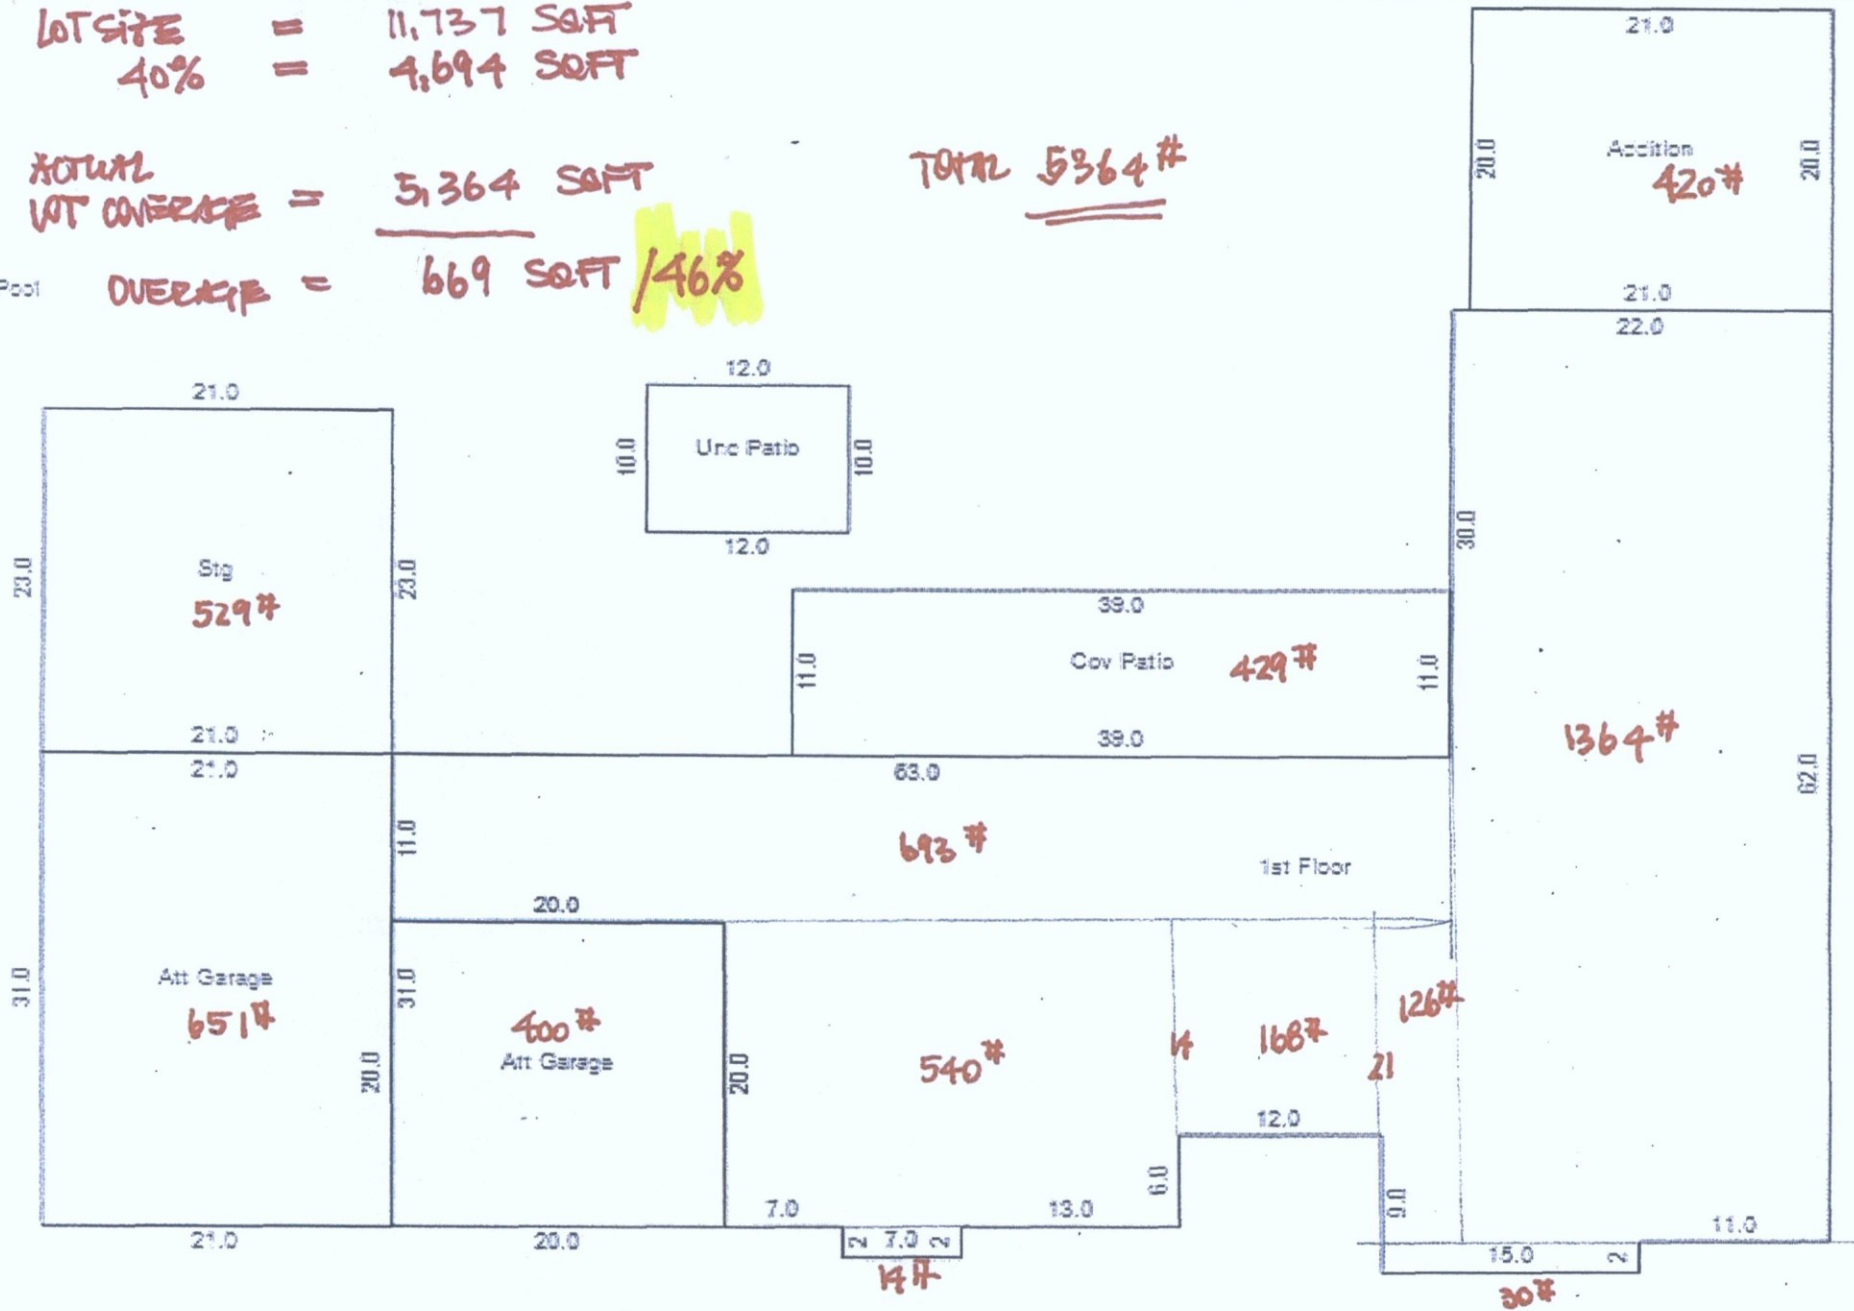 LOT SIZE = 11,737 SQFT
40% = 4,694 SQFT
ACTUAL
LOT COVERAGE = 5,364 SQFT
OVERAGE = 669 SQFT /46%
TOTAL 5364#
Pool
21.0
20.0 Addition 20.0
420#
21.0
22.0
12.0
10.0 Unc Patio 10.0
12.0
21.0
23.0 Stg 23.0
529#
21.0
30.0
39.0
11.0 Cov Patio 429# 11.0
39.0
1364#
62.0
21.0
63.0
11.0
693#
1st Floor
20.0
31.0 Att Garage 31.0
651#
20.0
400#
Att Garage
20.0
540#
14
168#
21
126#
12.0
6.0
9.0
7.0
13.0
11.0
21.0
20.0
2 7.0 2
14#
15.0 2
30#